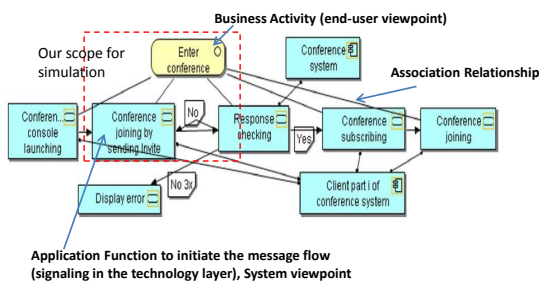 Business Activity (end-user viewpoint)
Our scope for
simulation
Enter
conference
Conference
system
Association Relationship
Conferen...
console
launching
Conference
joining by
sending Invite
No
Response
checking
Yes
Conference
subscribing
Conference
joining
Display error
No 3x
Client part i of
conference system
Application Function to initiate the message flow
(signaling in the technology layer), System viewpoint